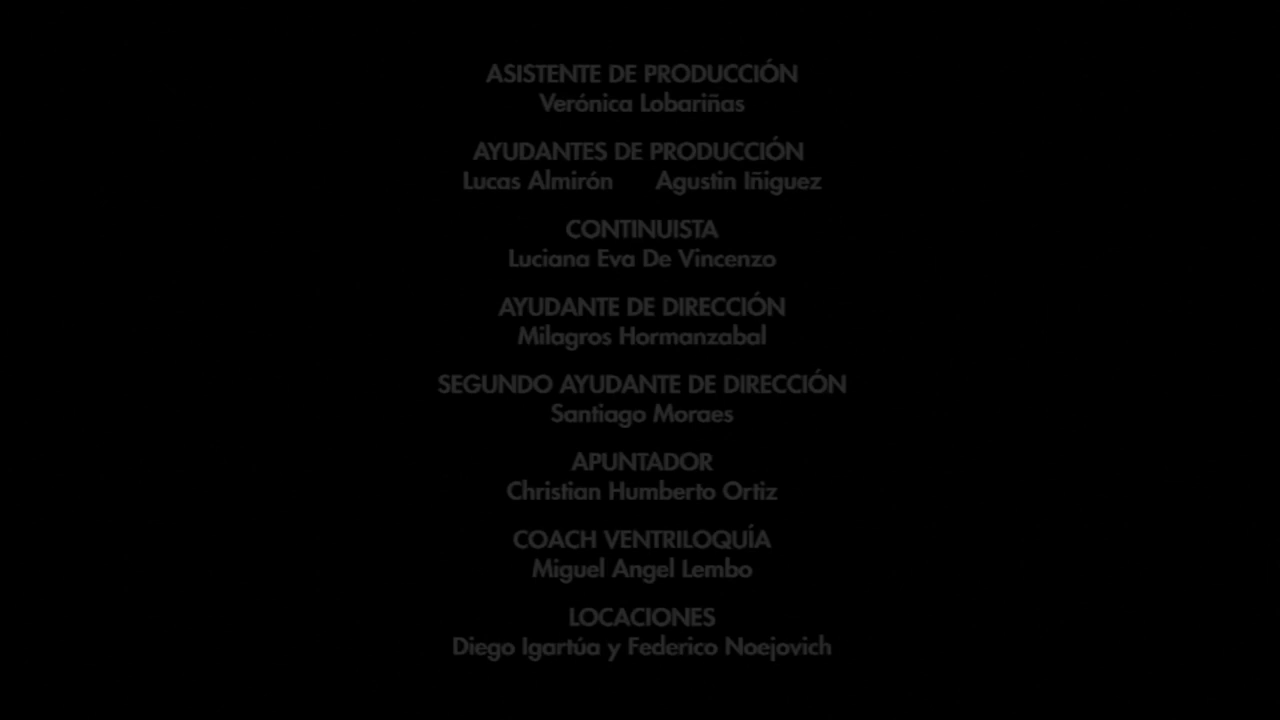 ASISTENTE DE PRODUCCIÓN
Verónica Lobariñas
AYUDANTES DE PRODUCCIÓN
Lucas Almirón Agustin Iñiguez
CONTINUISTA
Luciana Eva De Vincenzo
AYUDANTE DE DIRECCIÓN
Milagros Hormanzabal
SEGUNDO AYUDANTE DE DIRECCIÓN
Santiago Moraes
APUNTADOR
Christian Humberto Ortiz
COACH VENTRILOQUÍA
Miguel Angel Lembo
LOCACIONES
Diego Igartúa y Federico Noejovich